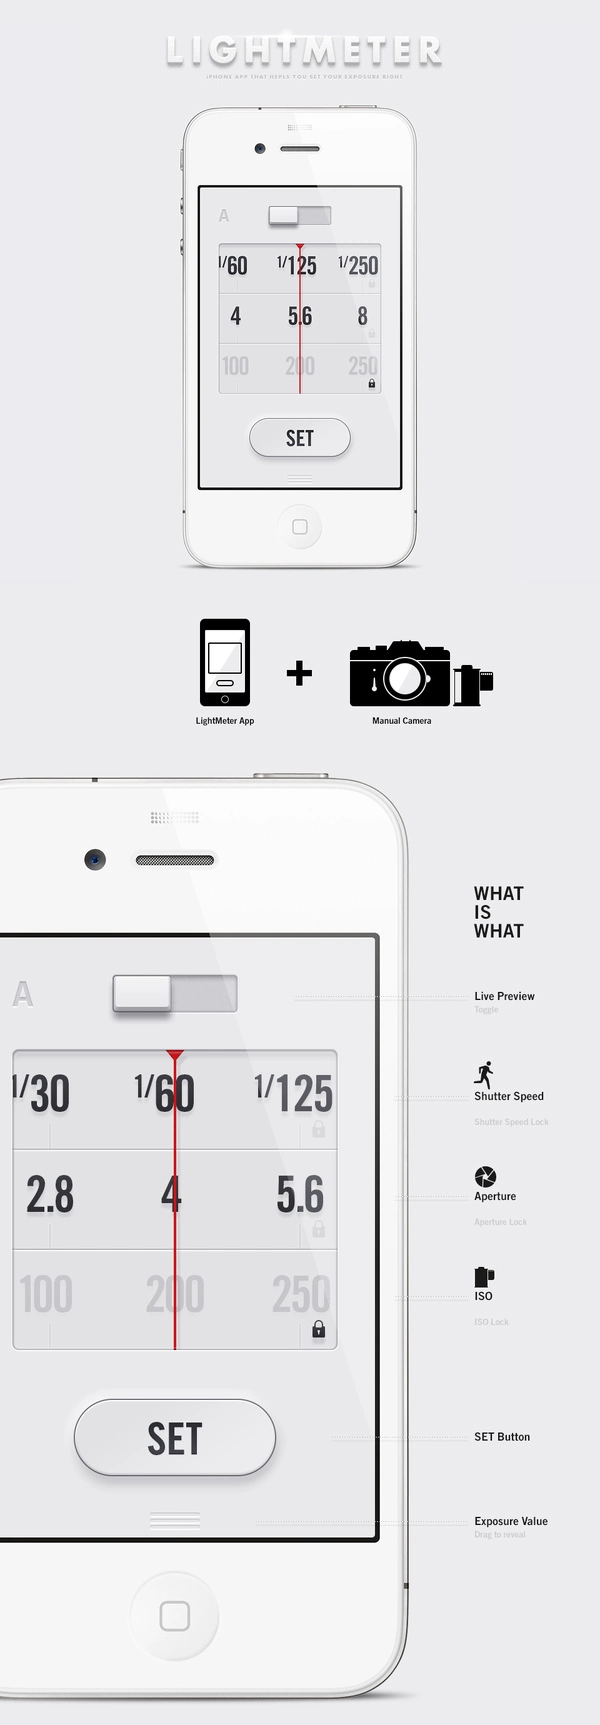 LIGHTMETER
iPHONE APP THAT HEPLS YOU SET YOUR EXPOSURE RIGHT
A
1/60 1/125 1/250
4 5.6 8
100 200 250
SET
LightMeter App
+
Manual Camera
WHAT
IS
WHAT
A
Live Preview
Toggle
1/30 1/60 1/125
Shutter Speed
Shutter Speed Lock
2.8 4 5.6
Aperture
Aperture Lock
100 200 250
ISO
ISO Lock
SET
SET Button
Exposure Value
Drag to reveal